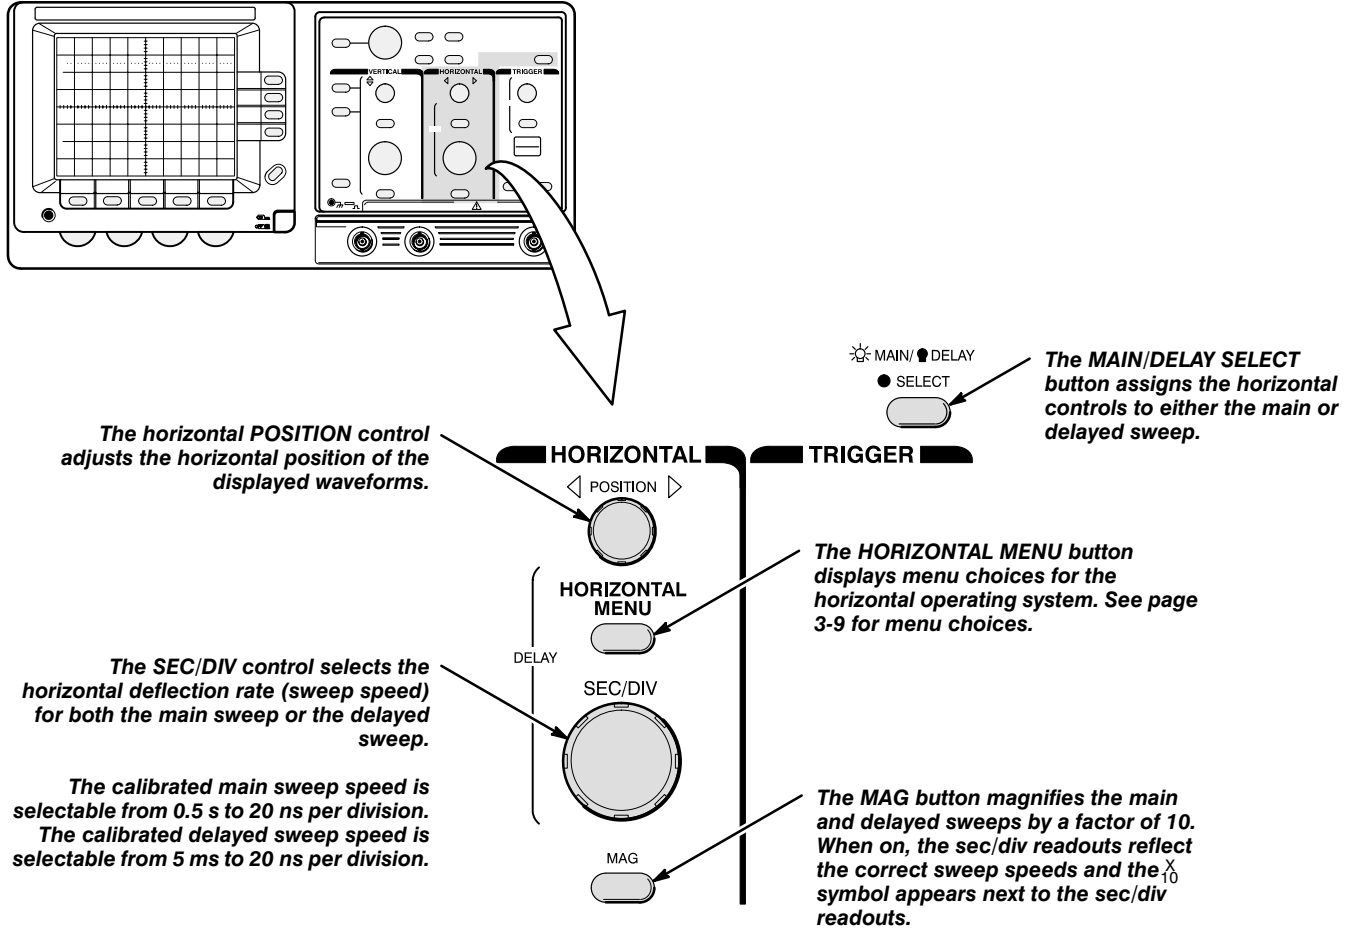 VERTICAL
HORIZONTAL
TRIGGER
MAIN/ DELAY
SELECT
The MAIN/DELAY SELECT
button assigns the horizontal
controls to either the main or
delayed sweep.
The horizontal POSITION control
adjusts the horizontal position of the
displayed waveforms.
HORIZONTAL
TRIGGER
POSITION
The HORIZONTAL MENU button
displays menu choices for the
horizontal operating system. See page
3-9 for menu choices.
HORIZONTAL
MENU
DELAY
The SEC/DIV control selects the
horizontal deflection rate (sweep speed)
for both the main sweep or the delayed
sweep.
SEC/DIV
The calibrated main sweep speed is
selectable from 0.5 s to 20 ns per division.
The calibrated delayed sweep speed is
selectable from 5 ms to 20 ns per division.
MAG
The MAG button magnifies the main
and delayed sweeps by a factor of 10.
When on, the sec/div readouts reflect
the correct sweep speeds and the X 10
symbol appears next to the sec/div
readouts.